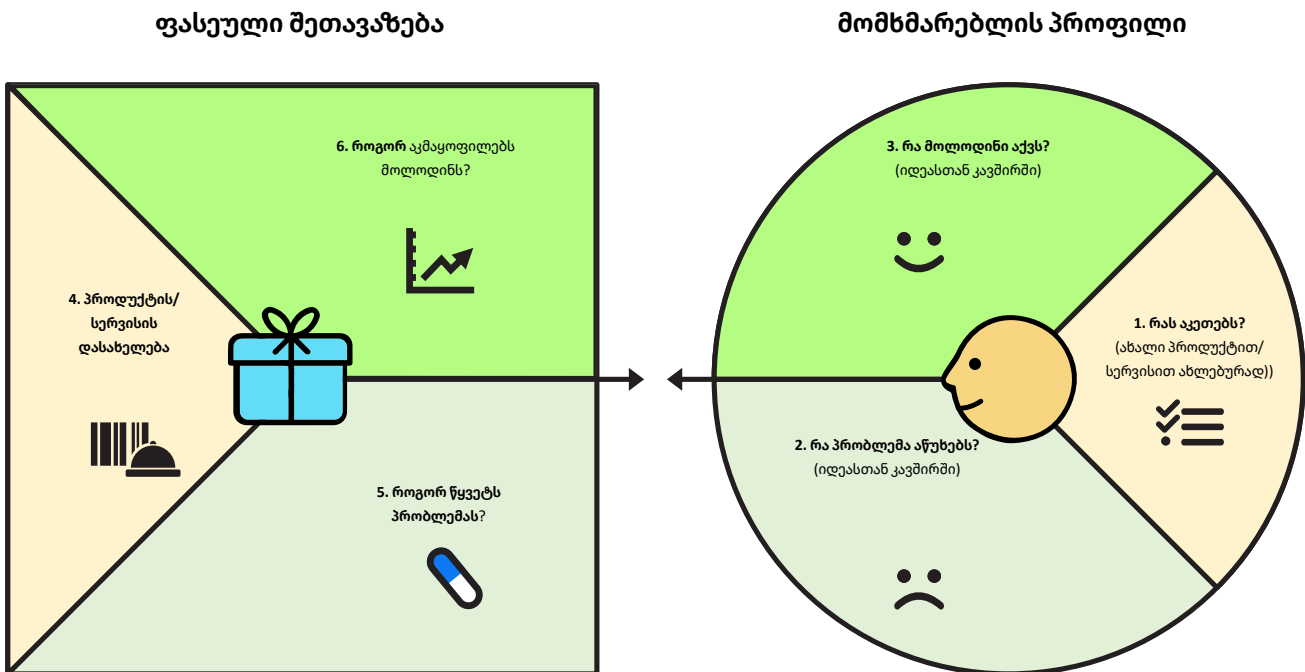 ფასეული შეთავაზება
მომხმარებლის პროფილი
6. როგორ აკმაყოფილებს
მოლოდინს?
4. პროდუქტის/
სერვისის
დასახელება
5. როგორ წყვეტს
პრობლემას?
3. რა მოლოდინი აქვს?
(იდეასთან კავშირში)
1. რას აკეთებს?
(ახალი პროდუქტით/
სერვისით ახლებურად))
2. რა პრობლემა აწუხებს?
(იდეასთან კავშირში)